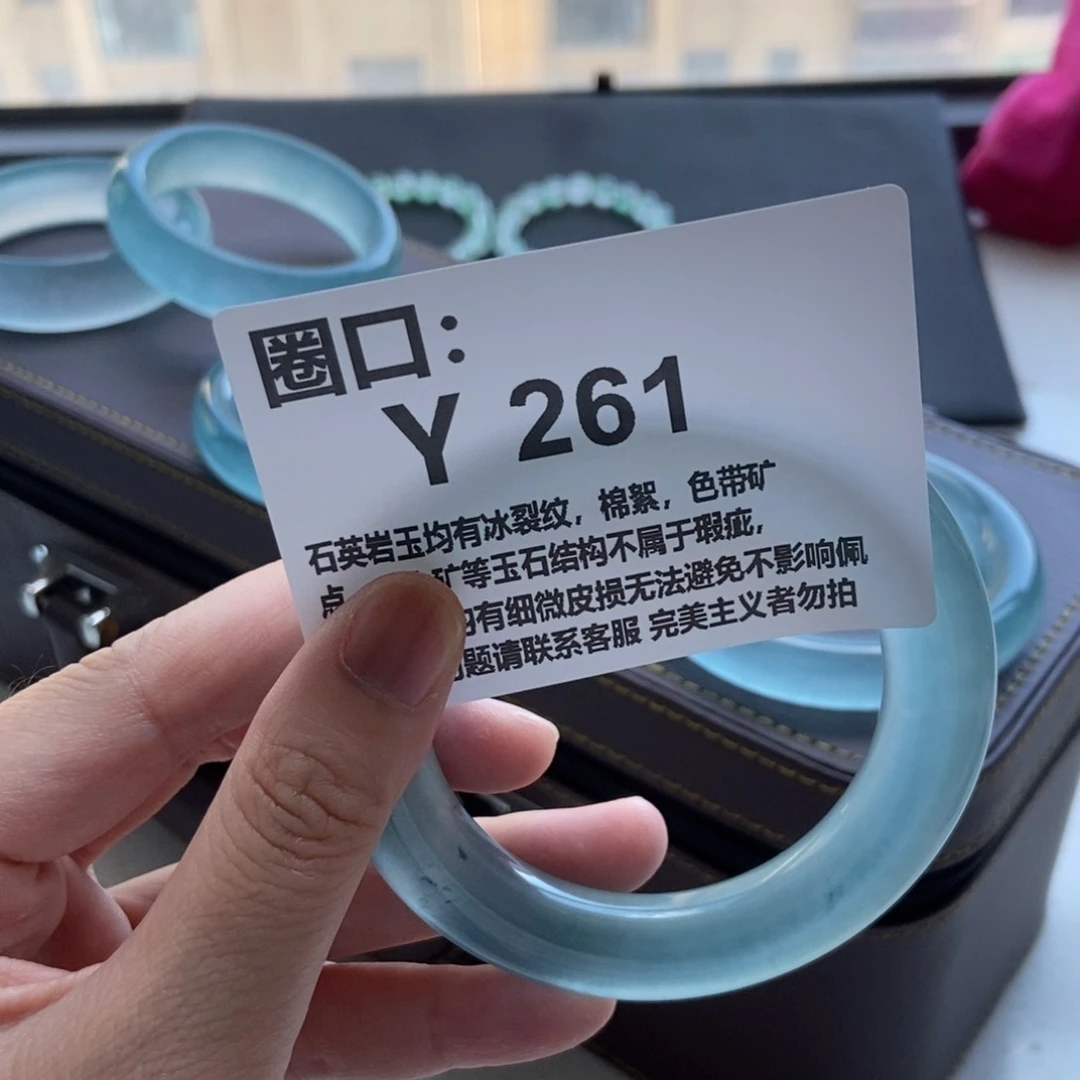 圈口：
Y 261
石英岩玉均有冰裂纹，棉絮，色带矿
点 矿等玉石结构不属于瑕疵，
均有细微皮损无法避免不影响佩
问题请联系客服 完美主义者勿拍